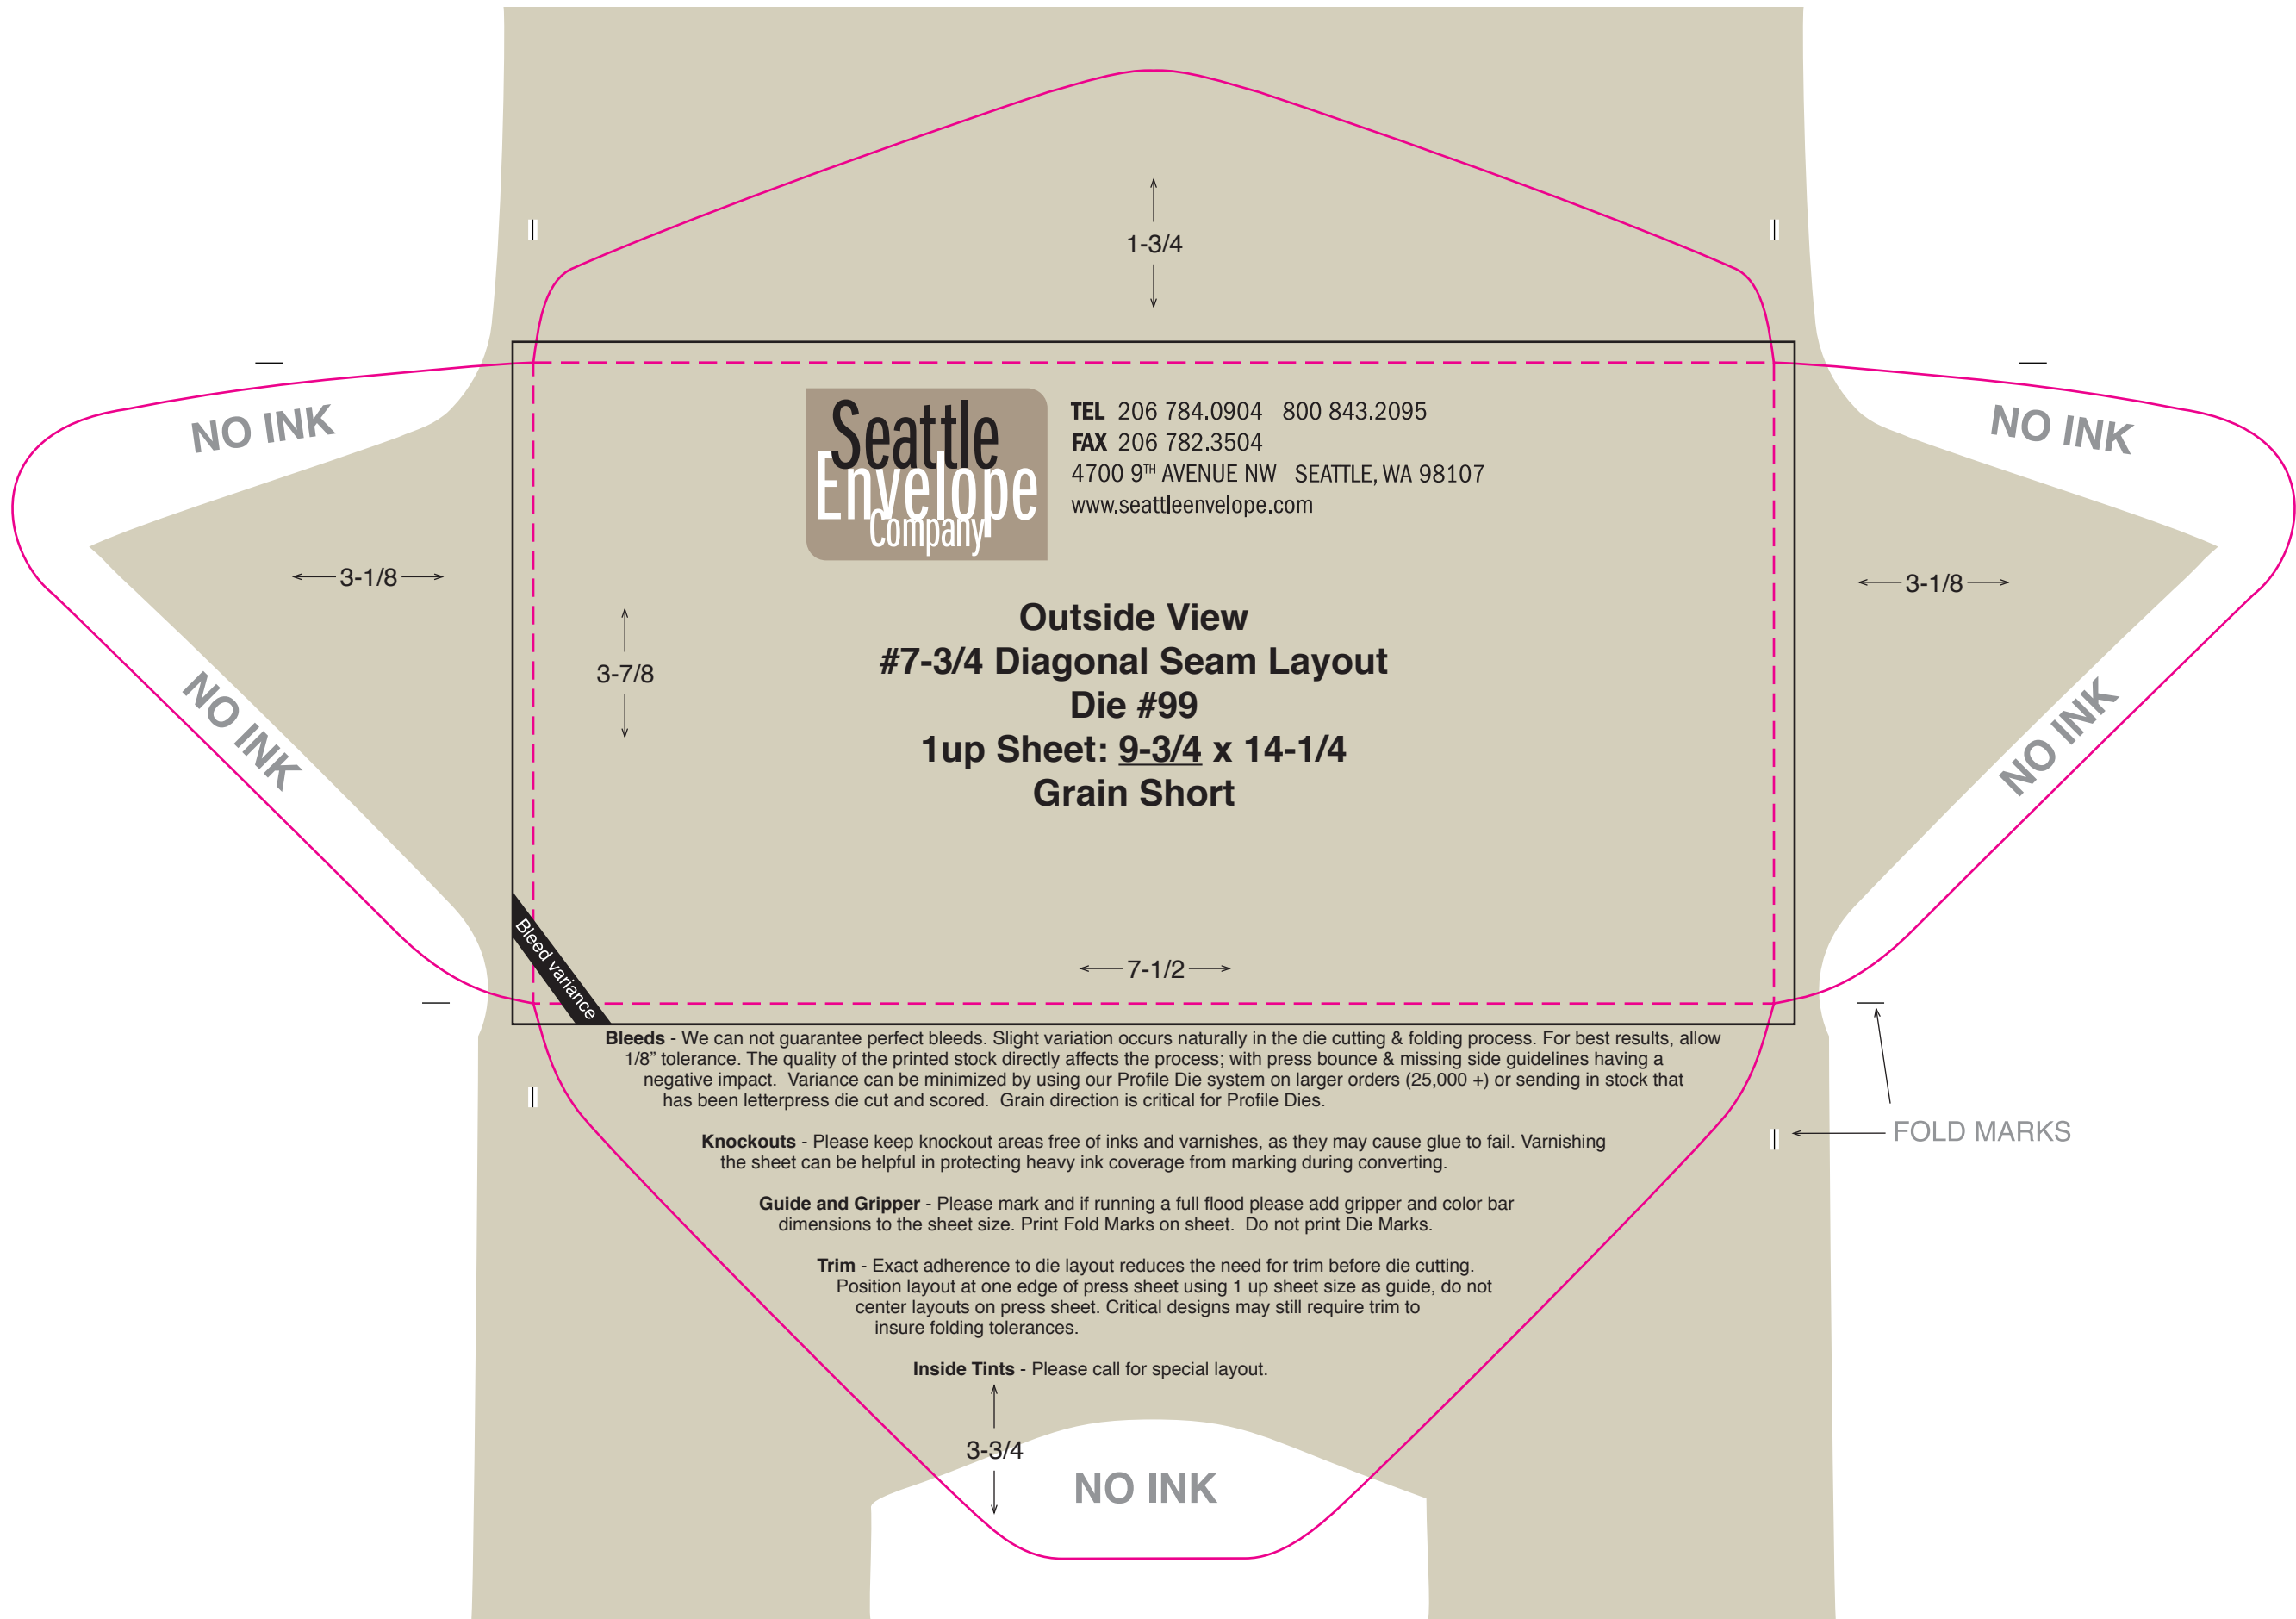 1-3/4
NO INK
NO INK
Seattle
Envelope
Company
TEL 206 784.0904 800 843.2095
FAX 206 782.3504
4700 9TH AVENUE NW SEATTLE, WA 98107
www.seattleenvelope.com
3-1/8
3-1/8
3-7/8
Outside View
#7-3/4 Diagonal Seam Layout
Die #99
1up Sheet: 9-3/4 x 14-1/4
Grain Short
NO INK
NO INK
7-1/2
Bleed variance
Bleeds - We can not guarantee perfect bleeds. Slight variation occurs naturally in the die cutting & folding process. For best results, allow
1/8” tolerance. The quality of the printed stock directly affects the process; with press bounce & missing side guidelines having a
negative impact. Variance can be minimized by using our Profile Die system on larger orders (25,000 +) or sending in stock that
has been letterpress die cut and scored. Grain direction is critical for Profile Dies.
FOLD MARKS
Knockouts - Please keep knockout areas free of inks and varnishes, as they may cause glue to fail. Varnishing
the sheet can be helpful in protecting heavy ink coverage from marking during converting.
Guide and Gripper - Please mark and if running a full flood please add gripper and color bar
dimensions to the sheet size. Print Fold Marks on sheet. Do not print Die Marks.
Trim - Exact adherence to die layout reduces the need for trim before die cutting.
Position layout at one edge of press sheet using 1 up sheet size as guide, do not
center layouts on press sheet. Critical designs may still require trim to
insure folding tolerances.
Inside Tints - Please call for special layout.
3-3/4
NO INK